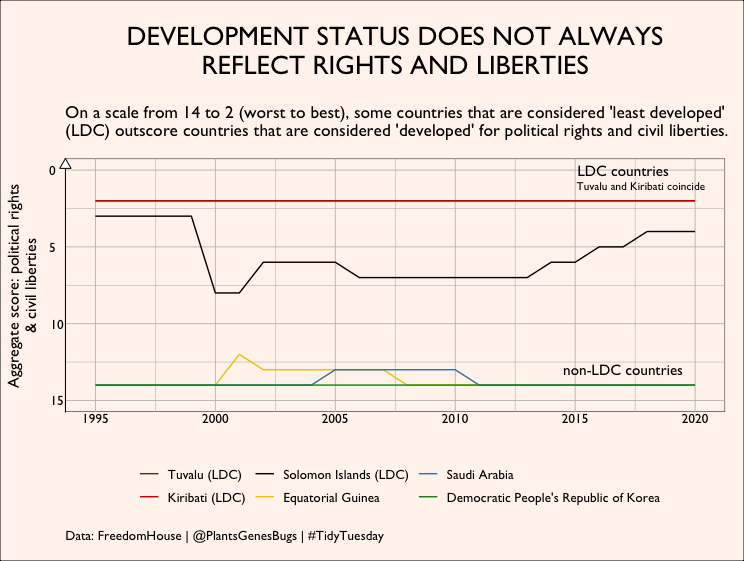 DEVELOPMENT STATUS DOES NOT ALWAYS
REFLECT RIGHTS AND LIBERTIES
On a scale from 14 to 2 (worst to best), some countries that are considered 'least developed'
(LDC) outscore countries that are considered 'developed' for political rights and civil liberties.
Aggregate score: political rights
& civil liberties
0
5
10
15
LDC countries
Tuvalu and Kiribati coincide
non-LDC countries
1995 2000 2005 2010 2015 2020
Tuvalu (LDC) Solomon Islands (LDC) Saudi Arabia
Kiribati (LDC) Equatorial Guinea Democratic People's Republic of Korea
Data: FreedomHouse | @PlantsGenesBugs | #TidyTuesday